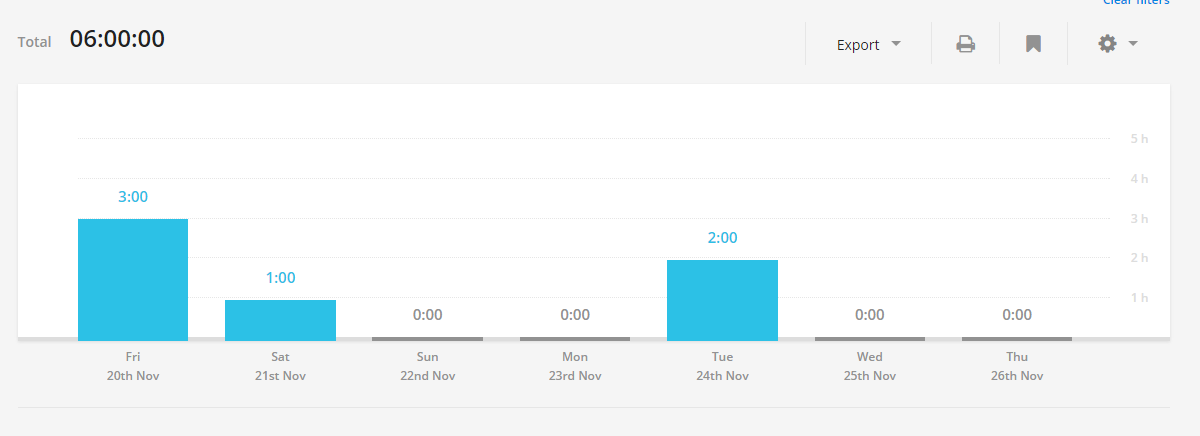 Clear filters
Total 06:00:00
Export
5 h
4 h
3:00
3 h
2:00
2 h
1:00
1 h
0:00 0:00 0:00 0:00
Fri Sat Sun Mon Tue Wed Thu
20th Nov 21st Nov 22nd Nov 23rd Nov 24th Nov 25th Nov 26th Nov